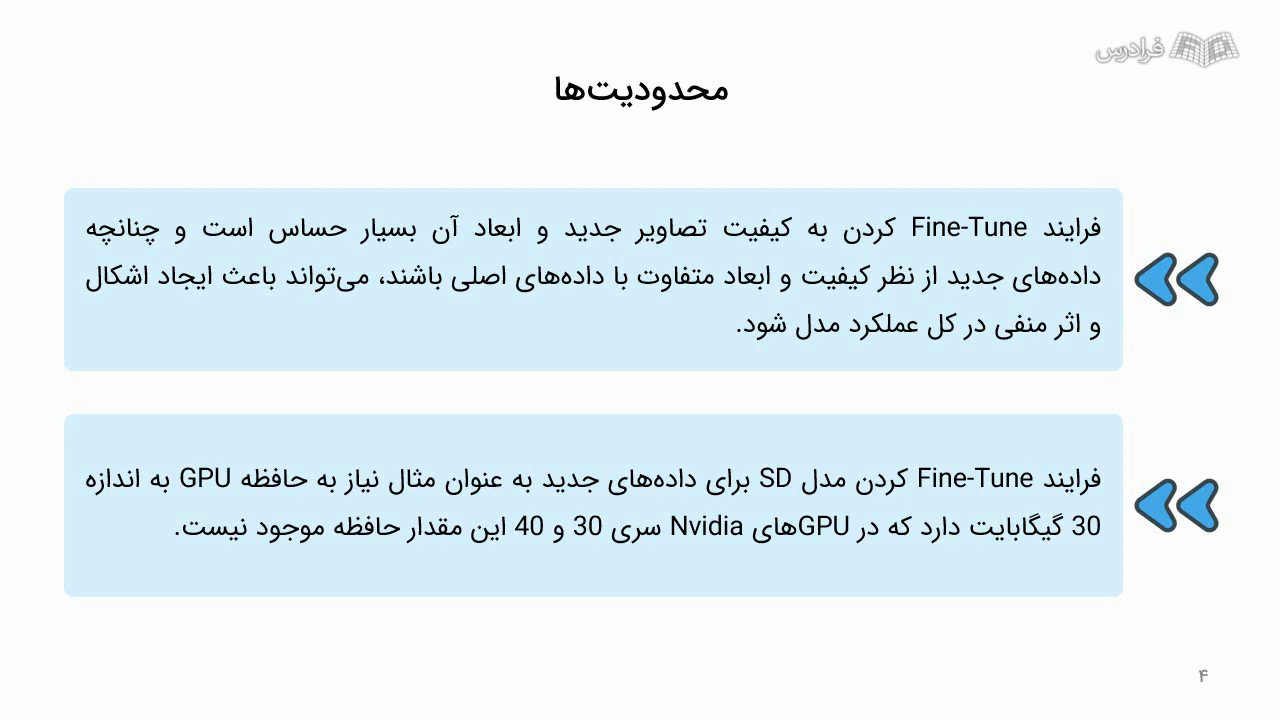 فرادرس
محدودیت‌ها
فرایند Fine-Tune کردن به کیفیت تصاویر جدید و ابعاد آن بسیار حساس است و چنانچه
داده‌های جدید از نظر کیفیت و ابعاد متفاوت با داده‌های اصلی باشند، می‌تواند باعث ایجاد اشکال
و اثر منفی در کل عملکرد مدل شود.
فرایند Fine-Tune کردن مدل SD برای داده‌های جدید به عنوان مثال نیاز به حافظه GPU به اندازه
30 گیگابایت دارد که در GPUهای Nvidia سری 30 و 40 این مقدار حافظه موجود نیست.
۴